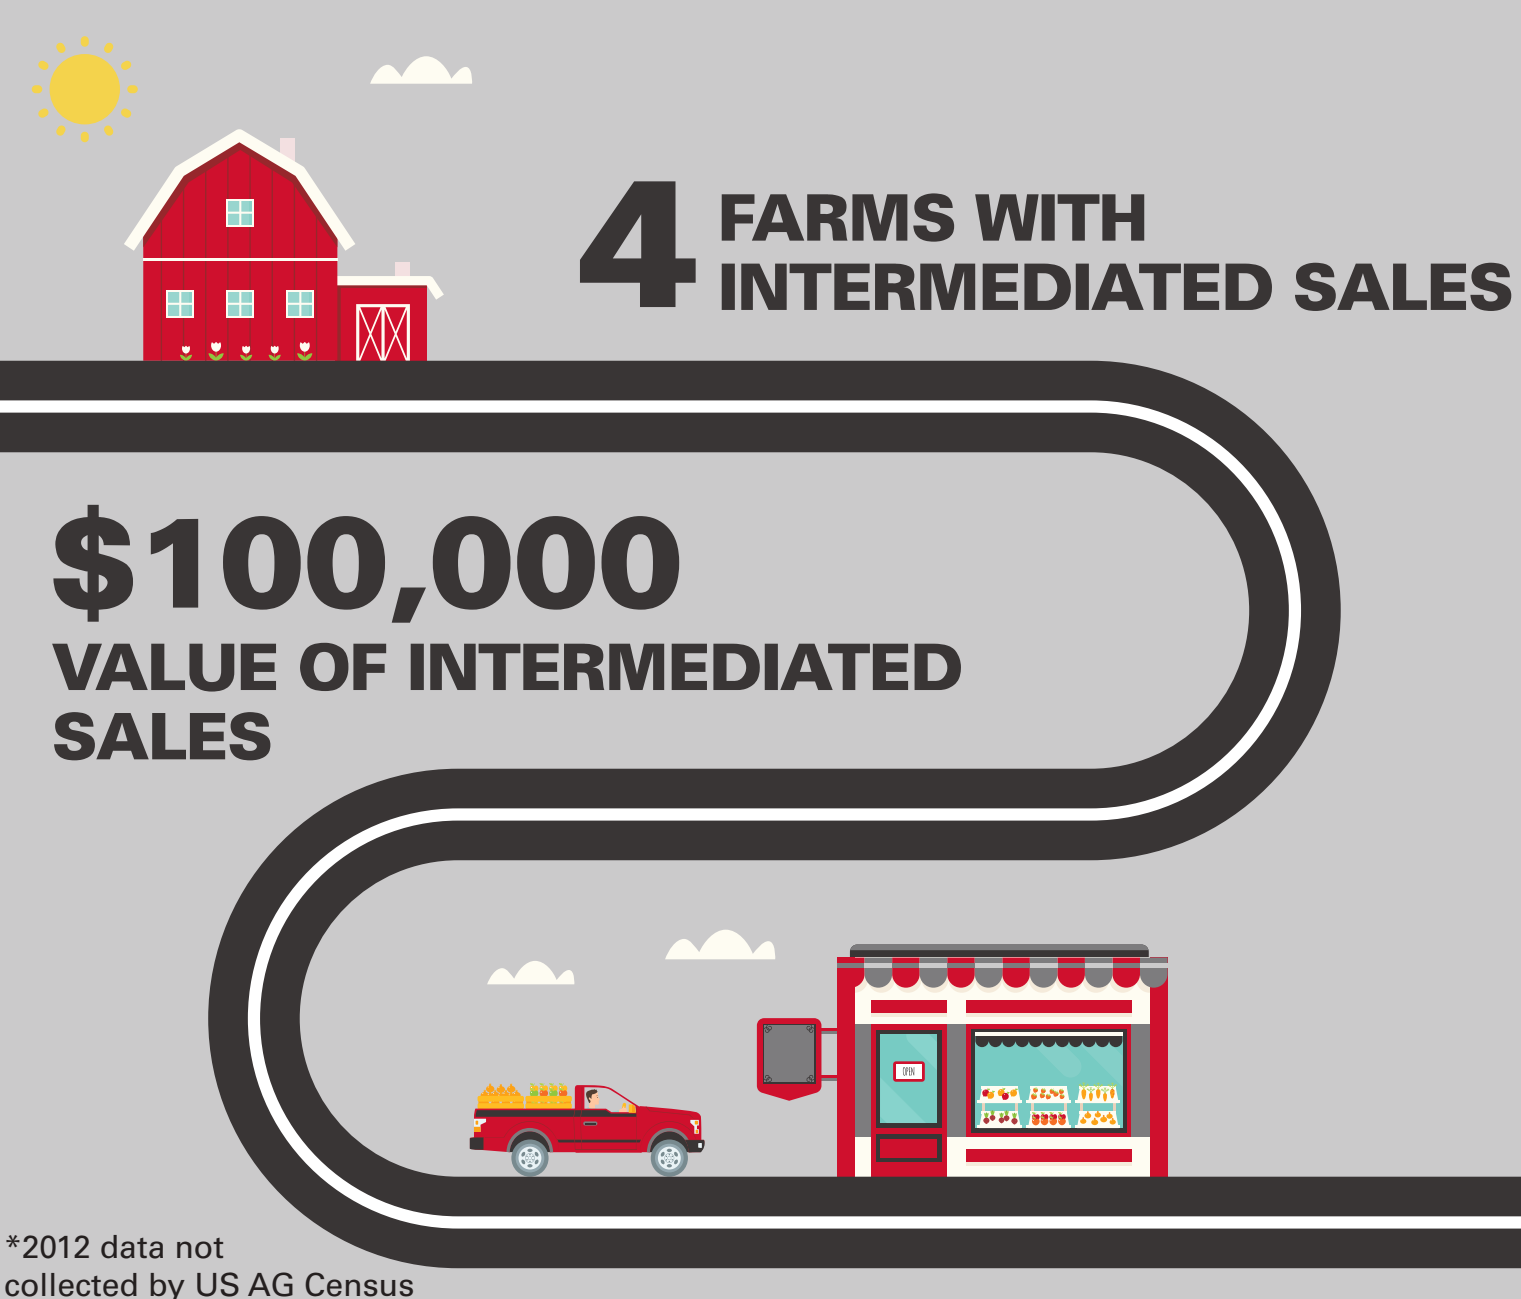 4 FARMS WITH
INTERMEDIATED SALES
$100,000
VALUE OF INTERMEDIATED
SALES
OPEN
*2012 data not
collected by US AG Census